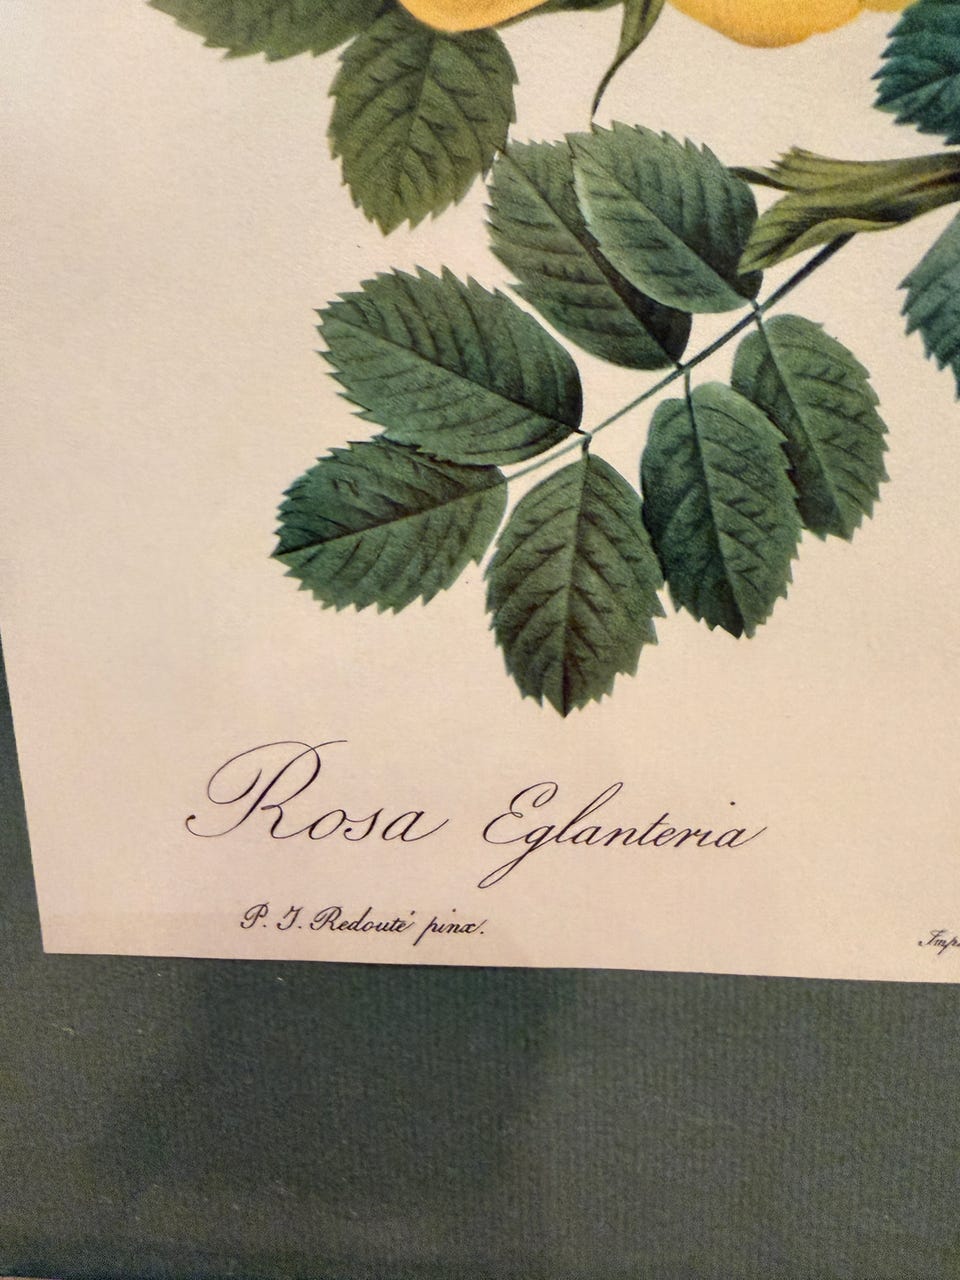 Rosa Eglanteria
P. J. Redouté pinx.